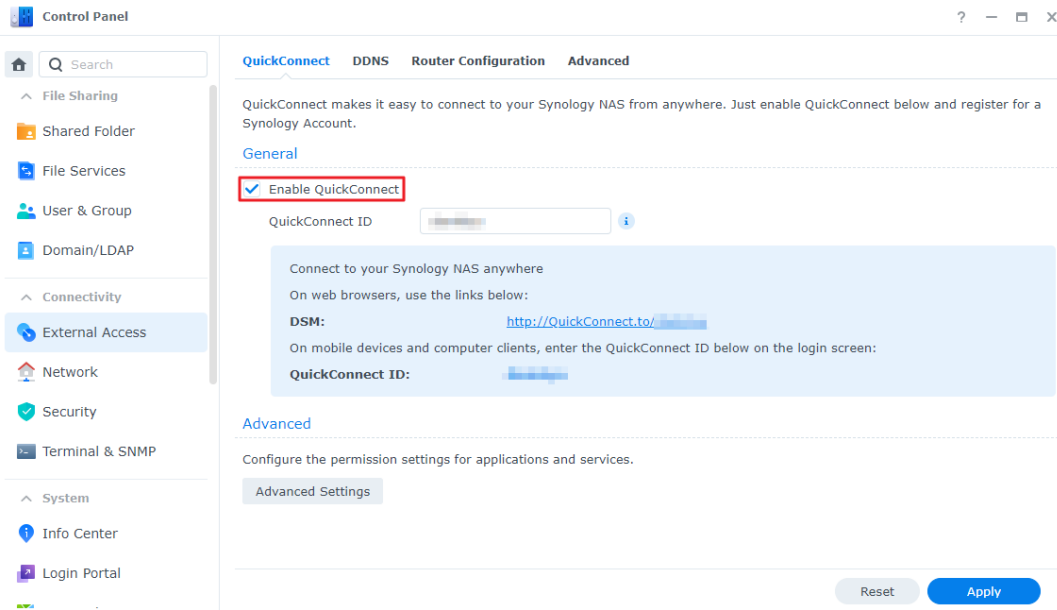 Control Panel
?
Search
File Sharing
Shared Folder
File Services
User & Group
Domain/LDAP
Connectivity
External Access
Network
Security
Terminal & SNMP
System
Info Center
Login Portal
QuickConnect DDNS Router Configuration Advanced
QuickConnect makes it easy to connect to your Synology NAS from anywhere. Just enable QuickConnect below and register for a
Synology Account.
General
Enable QuickConnect
QuickConnect ID
Connect to your Synology NAS anywhere
On web browsers, use the links below:
DSM: http://QuickConnect.to/
On mobile devices and computer clients, enter the QuickConnect ID below on the login screen:
QuickConnect ID:
Advanced
Configure the permission settings for applications and services.
Advanced Settings
Reset Apply